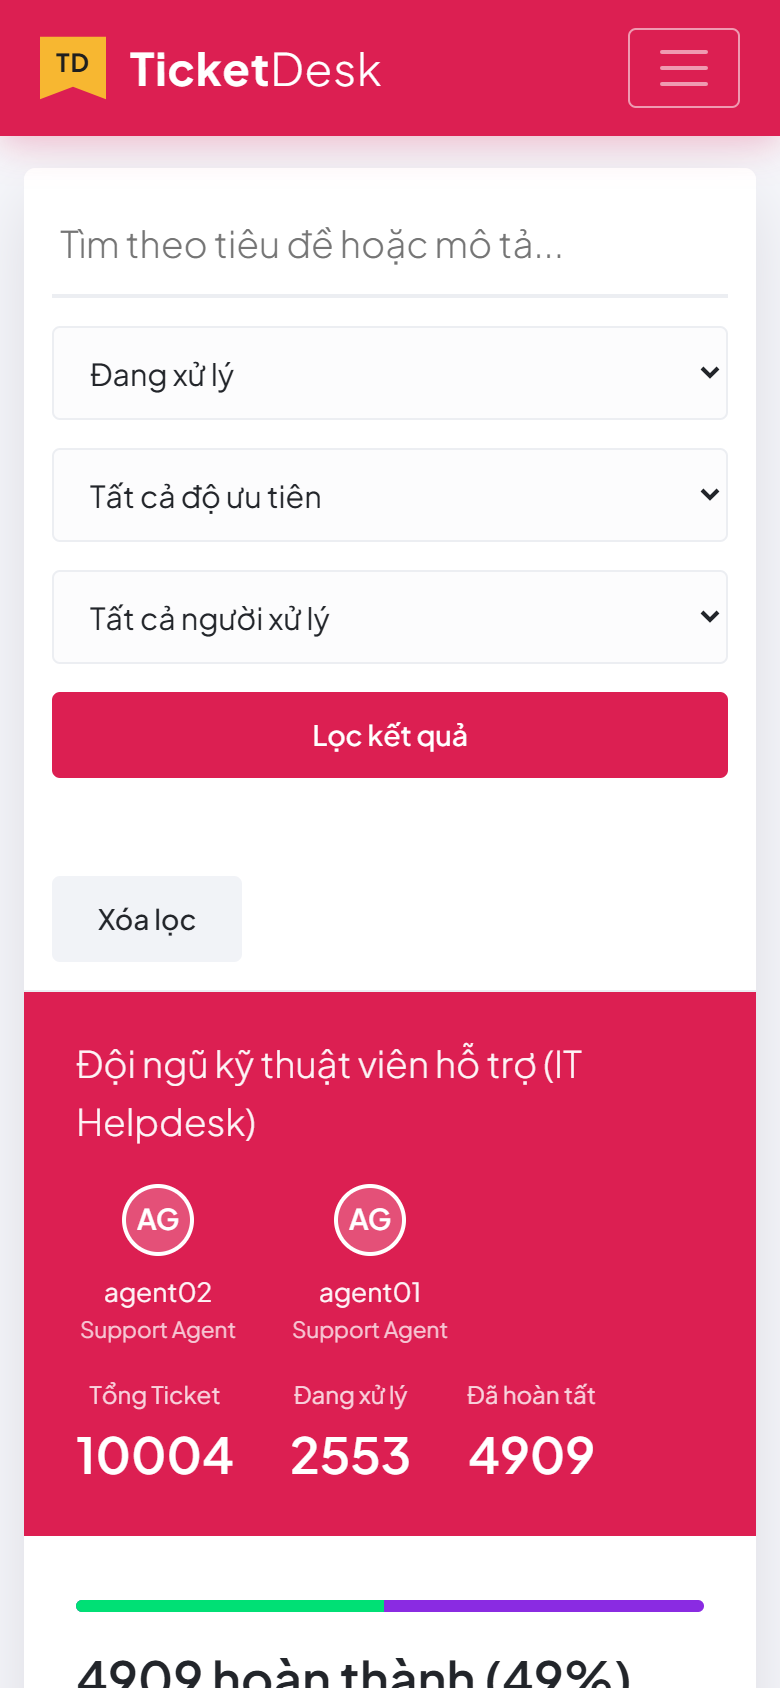 TD TicketDesk
Tìm theo tiêu đề hoặc mô tả...
Đang xử lý
Tất cả độ ưu tiên
Tất cả người xử lý
Lọc kết quả
Xóa lọc
Đội ngũ kỹ thuật viên hỗ trợ (IT
Helpdesk)
AG AG
agent02 agent01
Support Agent Support Agent
Tổng Ticket Đang xử lý Đã hoàn tất
10004 2553 4909
4909 hoàn thành (49%)